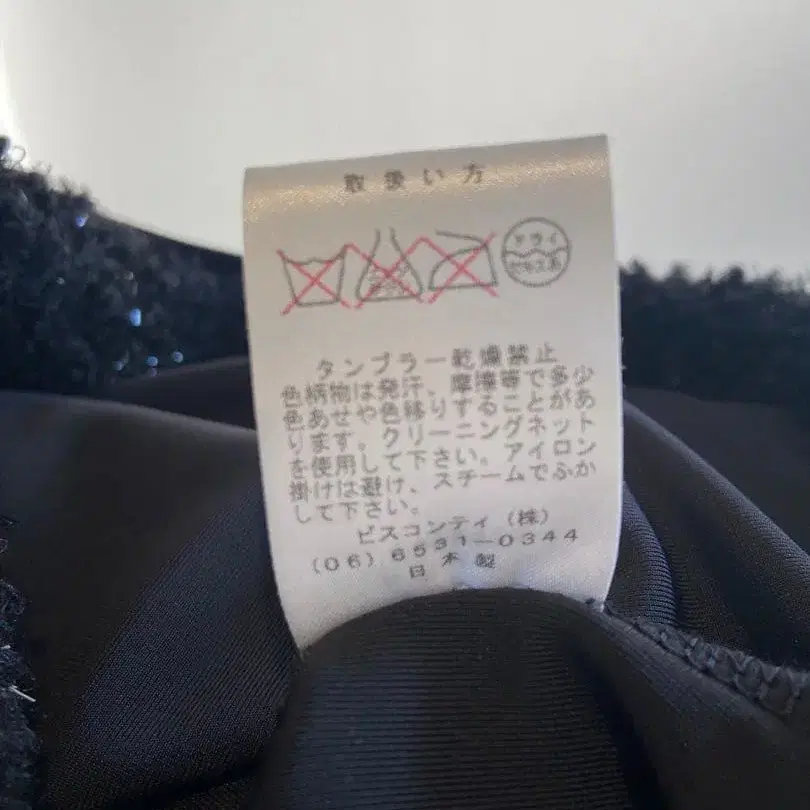 取扱い方
ドライ
セキユ系
タンブラー乾燥禁止
色柄物は発汗、摩擦等で多少
色あせや色移りすることがあ
ります。クリーニングネット
を使用して下さい。アイロン
掛けは避け、スチームでふか
して下さい。
ビスコンティ(株)
(06)6531-0344
日本製